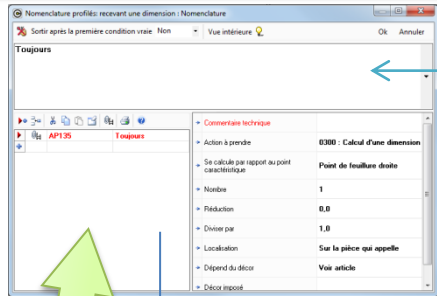 Nomenclature profilés: recevant une dimension : Nomenclature
Sortir après la première condition vraie Non Vue intérieure Ok Annuler
Toujours
AP135 Toujours
Commentaire technique
Action à prendre 0300 : Calcul d'une dimension
Se calcule par rapport au point
caractéristique Point de feuillure droite
Nombre 1
Réduction 0,0
Diviser par 1,0
Localisation Sur la pièce qui appelle
Dépend du décor Voir article
Décor imposé